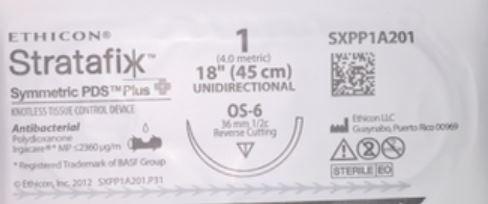 ETHICON®
Stratafix™
Symmetric PDS™ Plus
KNOTLESS TISSUE CONTROL DEVICE
Antibacterial
Polydioxanone
Irgacare®* MP ≤2360 µg/m
* Registered Trademark of BASF Group
© Ethicon, Inc. 2012 SXPP1A201.P31
1
(4.0 metric)
18" (45 cm)
UNIDIRECTIONAL
OS-6
36 mm 1/2c
Reverse Cutting
SXPP1A201
Ethicon LLC
Guaynabo, Puerto Rico 00969
2
STERILE EO